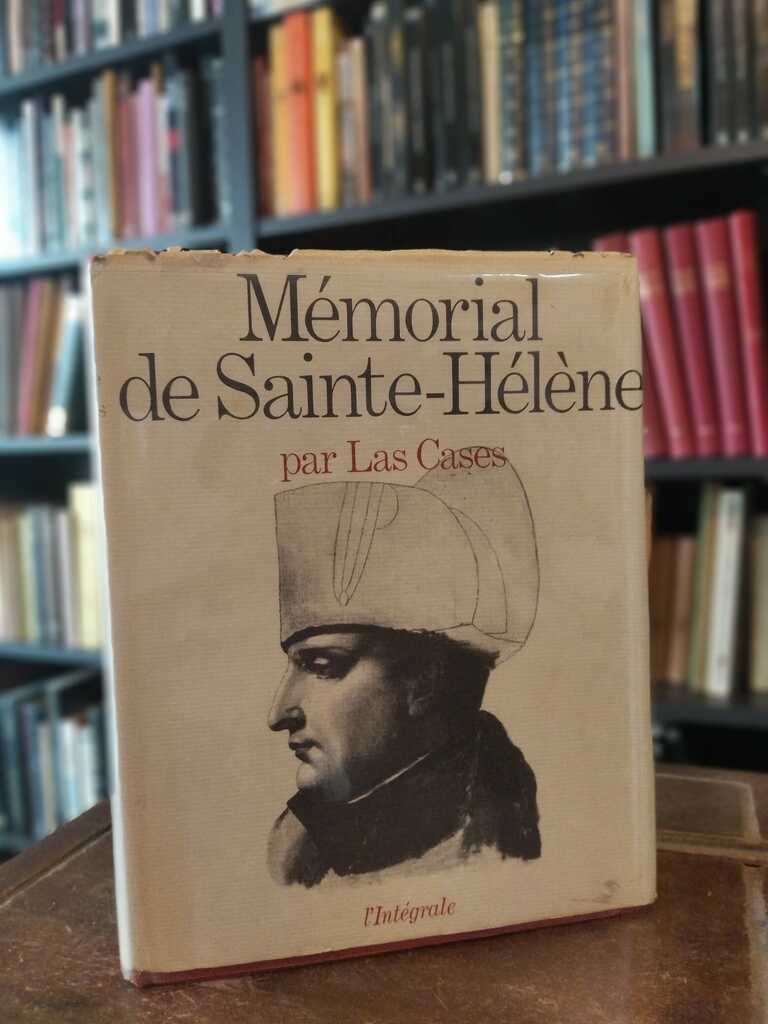 Mémorial
de Sainte-Hélène
par Las Cases
l'Intégrale